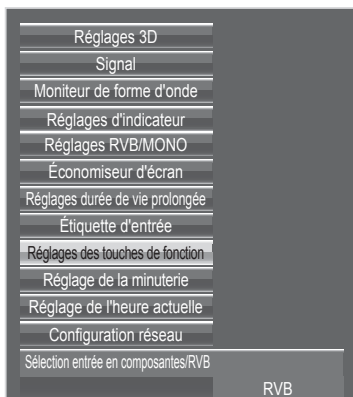 Réglages 3D
Signal
Moniteur de forme d'onde
Réglages d'indicateur
Réglages RVB/MONO
Économiseur d'écran
Réglages durée de vie prolongée
Étiquette d'entrée
Réglages des touches de fonction
Réglage de la minuterie
Réglage de l'heure actuelle
Configuration réseau
Sélection entrée en composantes/RVB
RVB